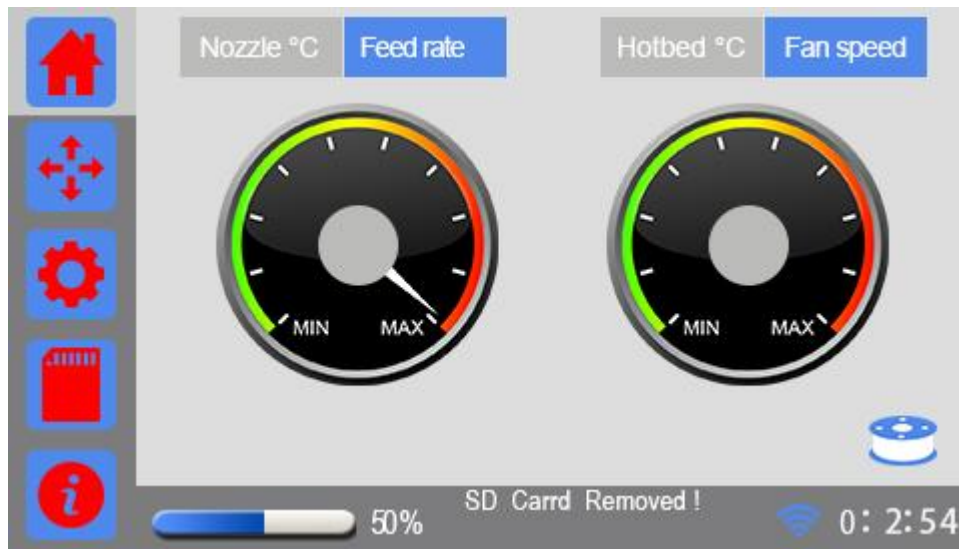 Nozzle °C Feed rate
Hotbed °C Fan speed
MIN MAX
MIN MAX
i
50%
SD Carrd Removed !
0: 2:54